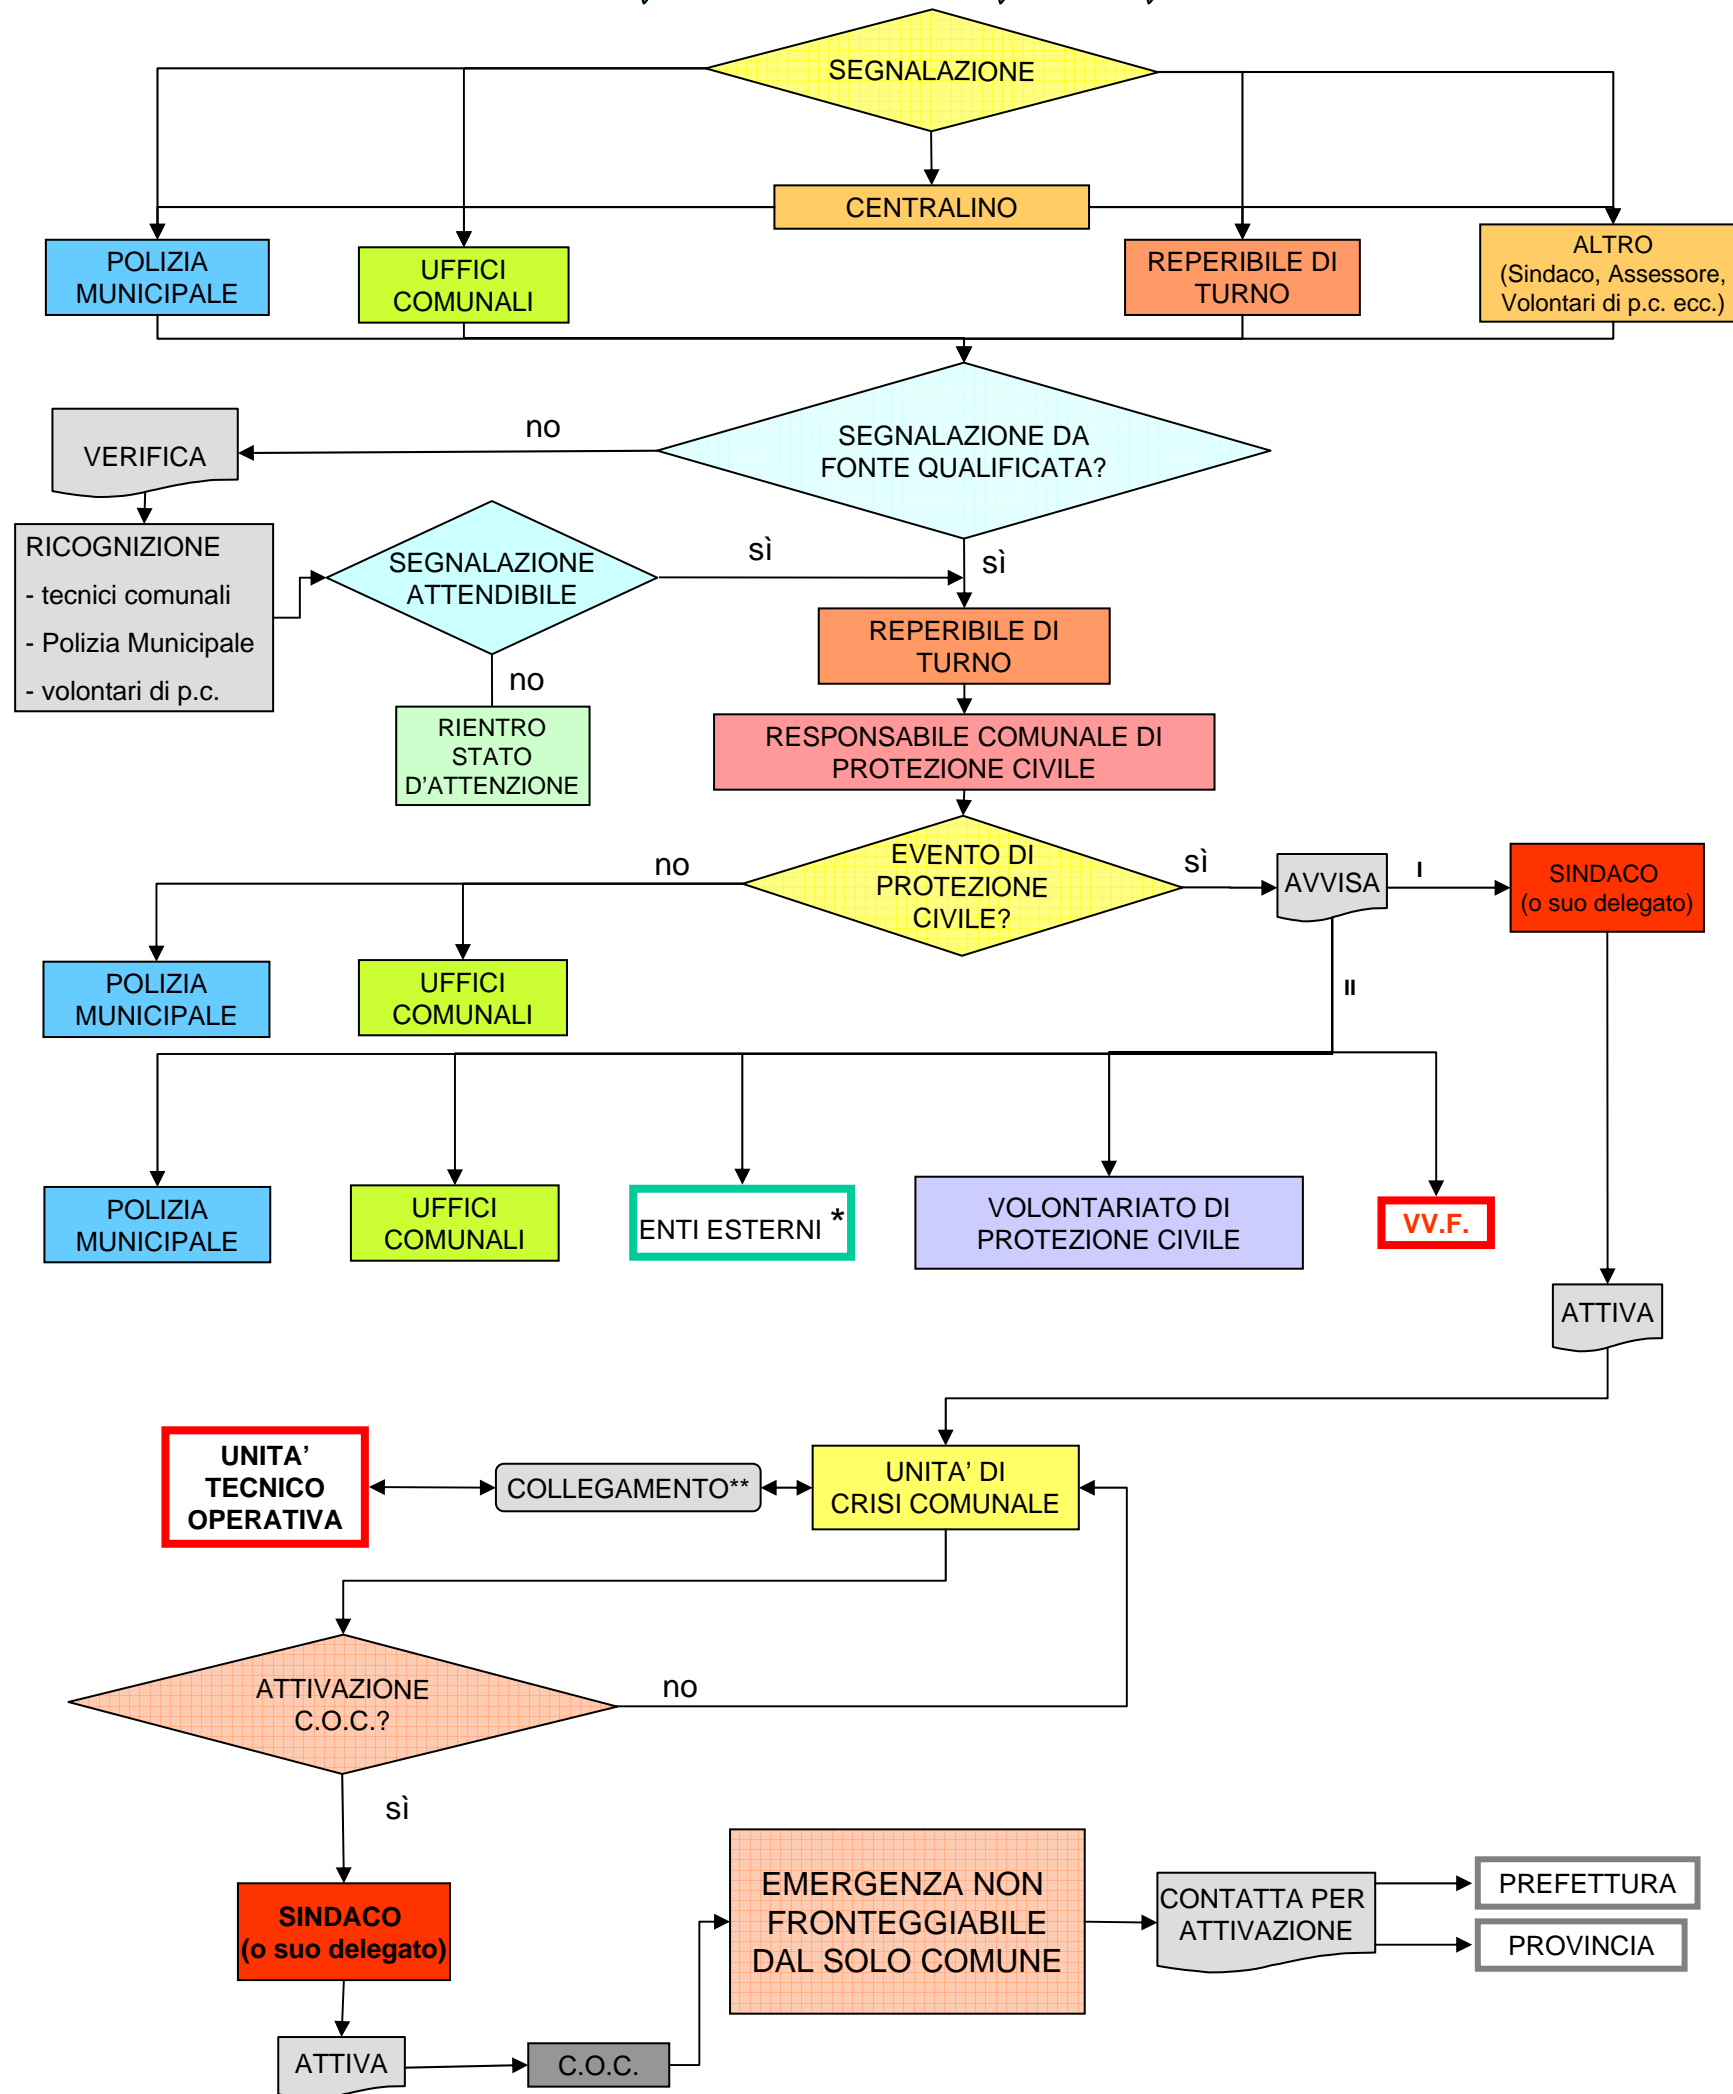 SEGNALAZIONE
CENTRALINO
POLIZIA
MUNICIPALE
UFFICI
COMUNALI
REPERIBILE DI
TURNO
ALTRO
(Sindaco, Assessore,
Volontari di p.c. ecc.)
SEGNALAZIONE DA
FONTE QUALIFICATA?
no
VERIFICA
RICOGNIZIONE
- tecnici comunali
- Polizia Municipale
- volontari di p.c.
SEGNALAZIONE
ATTENDIBILE
sì
sì
no
RIENTRO
STATO
D’ATTENZIONE
REPERIBILE DI
TURNO
RESPONSABILE COMUNALE DI
PROTEZIONE CIVILE
EVENTO DI
PROTEZIONE
CIVILE?
no
sì
AVVISA
I
SINDACO
(o suo delegato)
II
POLIZIA
MUNICIPALE
UFFICI
COMUNALI
POLIZIA
MUNICIPALE
UFFICI
COMUNALI
ENTI ESTERNI *
VOLONTARIATO DI
PROTEZIONE CIVILE
VV.F.
ATTIVA
UNITA’
TECNICO
OPERATIVA
COLLEGAMENTO**
UNITA’ DI
CRISI COMUNALE
ATTIVAZIONE
C.O.C.?
no
sì
SINDACO
(o suo delegato)
ATTIVA
C.O.C.
EMERGENZA NON
FRONTEGGIABILE
DAL SOLO COMUNE
CONTATTA PER
ATTIVAZIONE
PREFETTURA
PROVINCIA